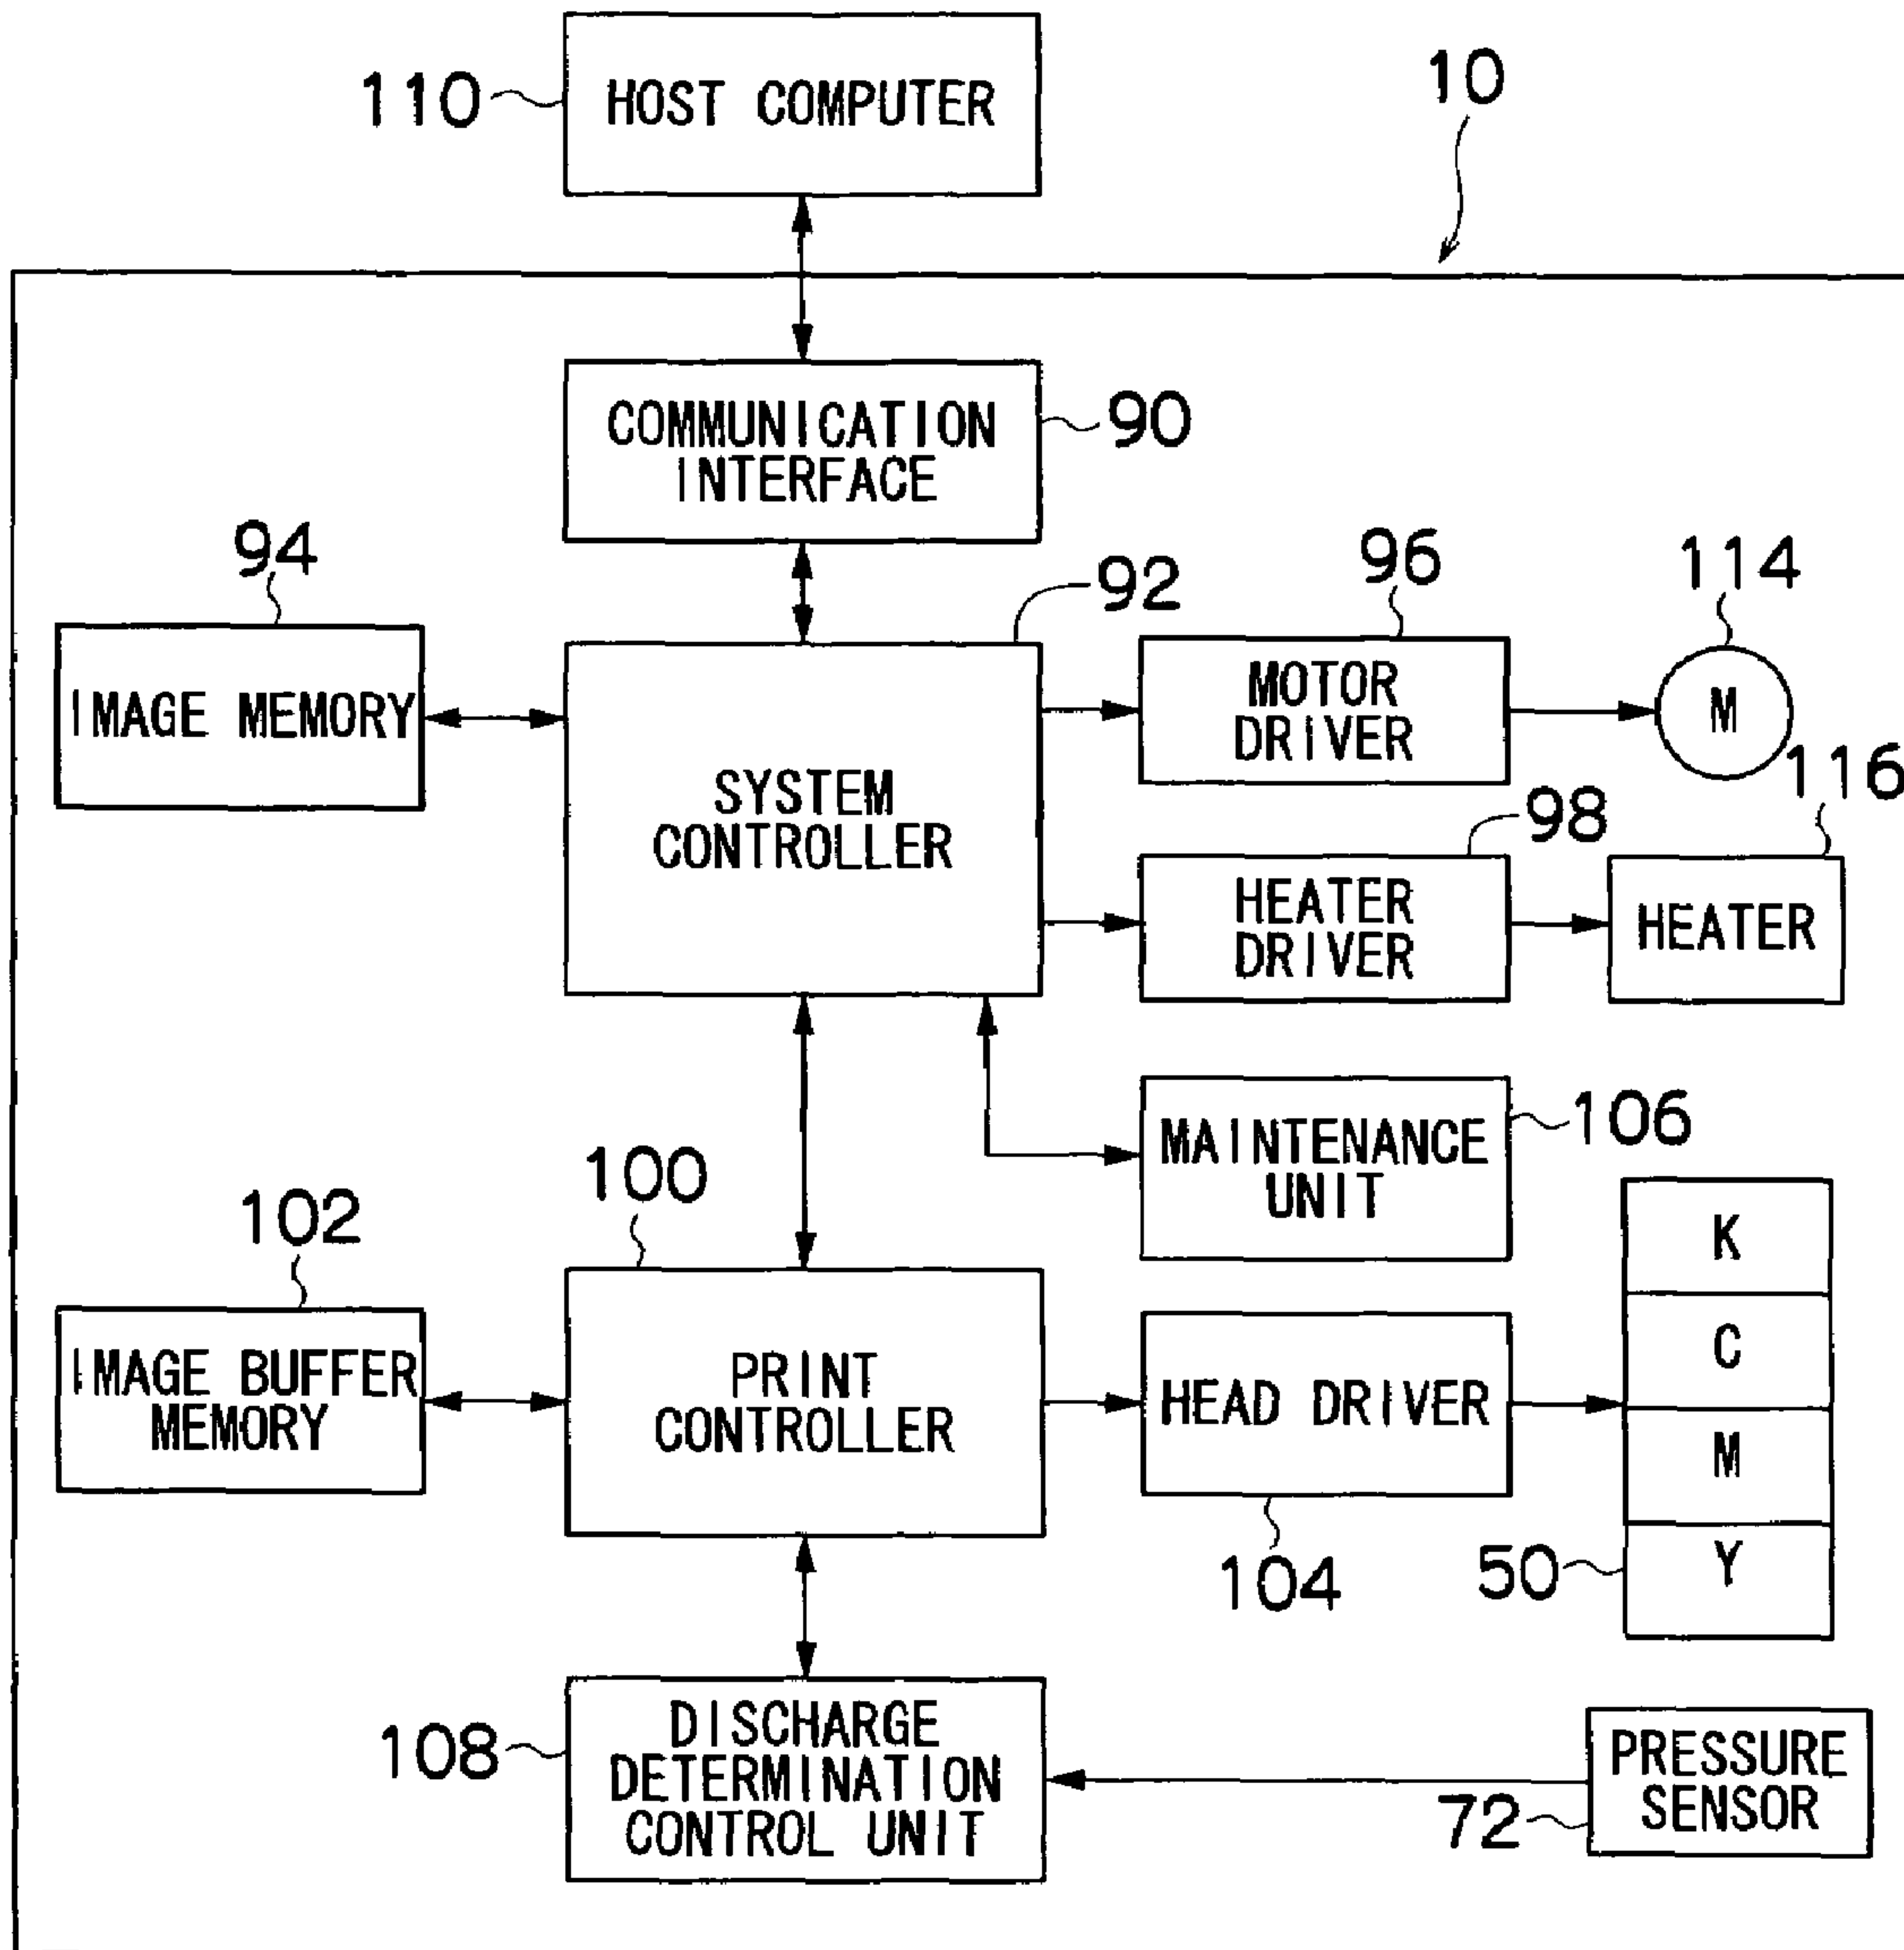 110
HOST COMPUTER
10
COMMUNICATION
INTERFACE
90
94
92
96
114
IMAGE MEMORY
SYSTEM
CONTROLLER
MOTOR
DRIVER
M
116
98
HEATER
DRIVER
HEATER
MAINTENANCE
UNIT
106
100
102
IMAGE BUFFER
MEMORY
PRINT
CONTROLLER
HEAD DRIVER
104
K
C
M
Y
50
108
DISCHARGE
DETERMINATION
CONTROL UNIT
PRESSURE
SENSOR
72